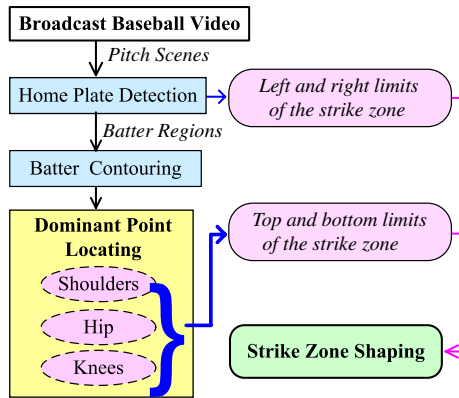 Broadcast Baseball Video
Pitch Scenes
Home Plate Detection
Left and right limits
of the strike zone
Batter Regions
Batter Contouring
Dominant Point
Locating
Top and bottom limits
of the strike zone
Shoulders
Hip
Knees
Strike Zone Shaping